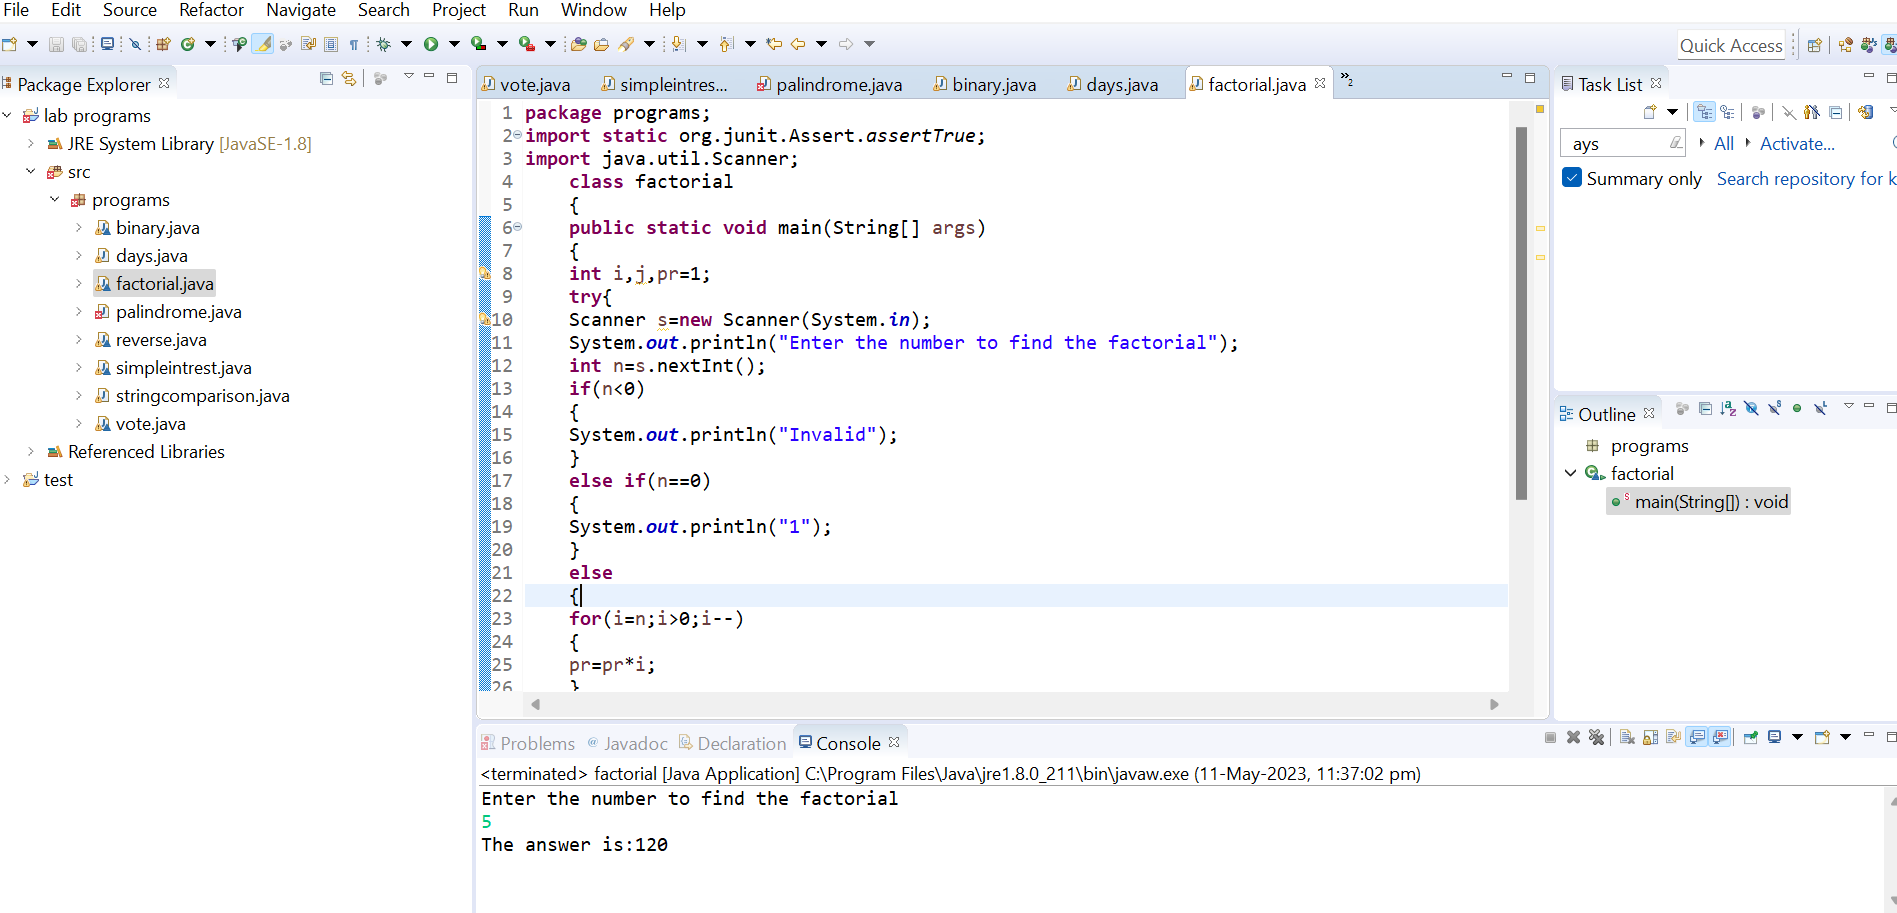 File Edit Source Refactor Navigate Search Project Run Window Help
Quick Access
Package Explorer
lab programs
JRE System Library [JavaSE-1.8]
src
programs
binary.java
days.java
factorial.java
palindrome.java
reverse.java
simpleintrest.java
stringcomparison.java
vote.java
Referenced Libraries
test
vote.java simpleintres... palindrome.java binary.java days.java factorial.java »2
1 package programs;
2 import static org.junit.Assert.assertTrue;
3 import java.util.Scanner;
4 class factorial
5 {
6 public static void main(String[] args)
7 {
8 int i,j,pr=1;
9 try{
10 Scanner s=new Scanner(System.in);
11 System.out.println("Enter the number to find the factorial");
12 int n=s.nextInt();
13 if(n<0)
14 {
15 System.out.println("Invalid");
16 }
17 else if(n==0)
18 {
19 System.out.println("1");
20 }
21 else
22 {
23 for(i=n;i>0;i--)
24 {
25 pr=pr*i;
26 }
Task List
ays All Activate...
Summary only Search repository for k
Outline
programs
factorial
main(String[]) : void
Problems @ Javadoc Declaration Console
<terminated> factorial [Java Application] C:\Program Files\Java\jre1.8.0_211\bin\javaw.exe (11-May-2023, 11:37:02 pm)
Enter the number to find the factorial
5
The answer is:120